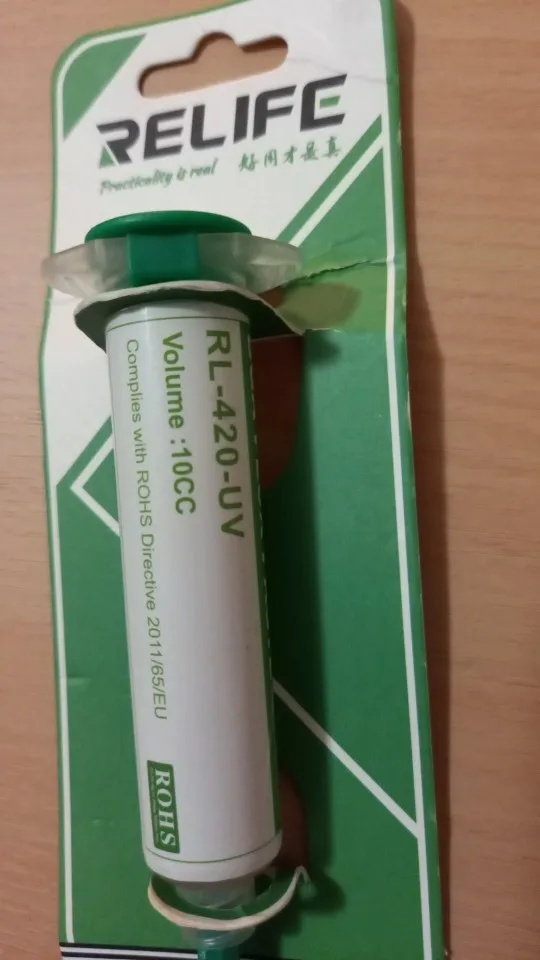 RELIFE
Practicality is real 好用才是真
RL-420-UV
Volume :10CC
Complies with ROHS Directive 2011/65/EU
ROHS